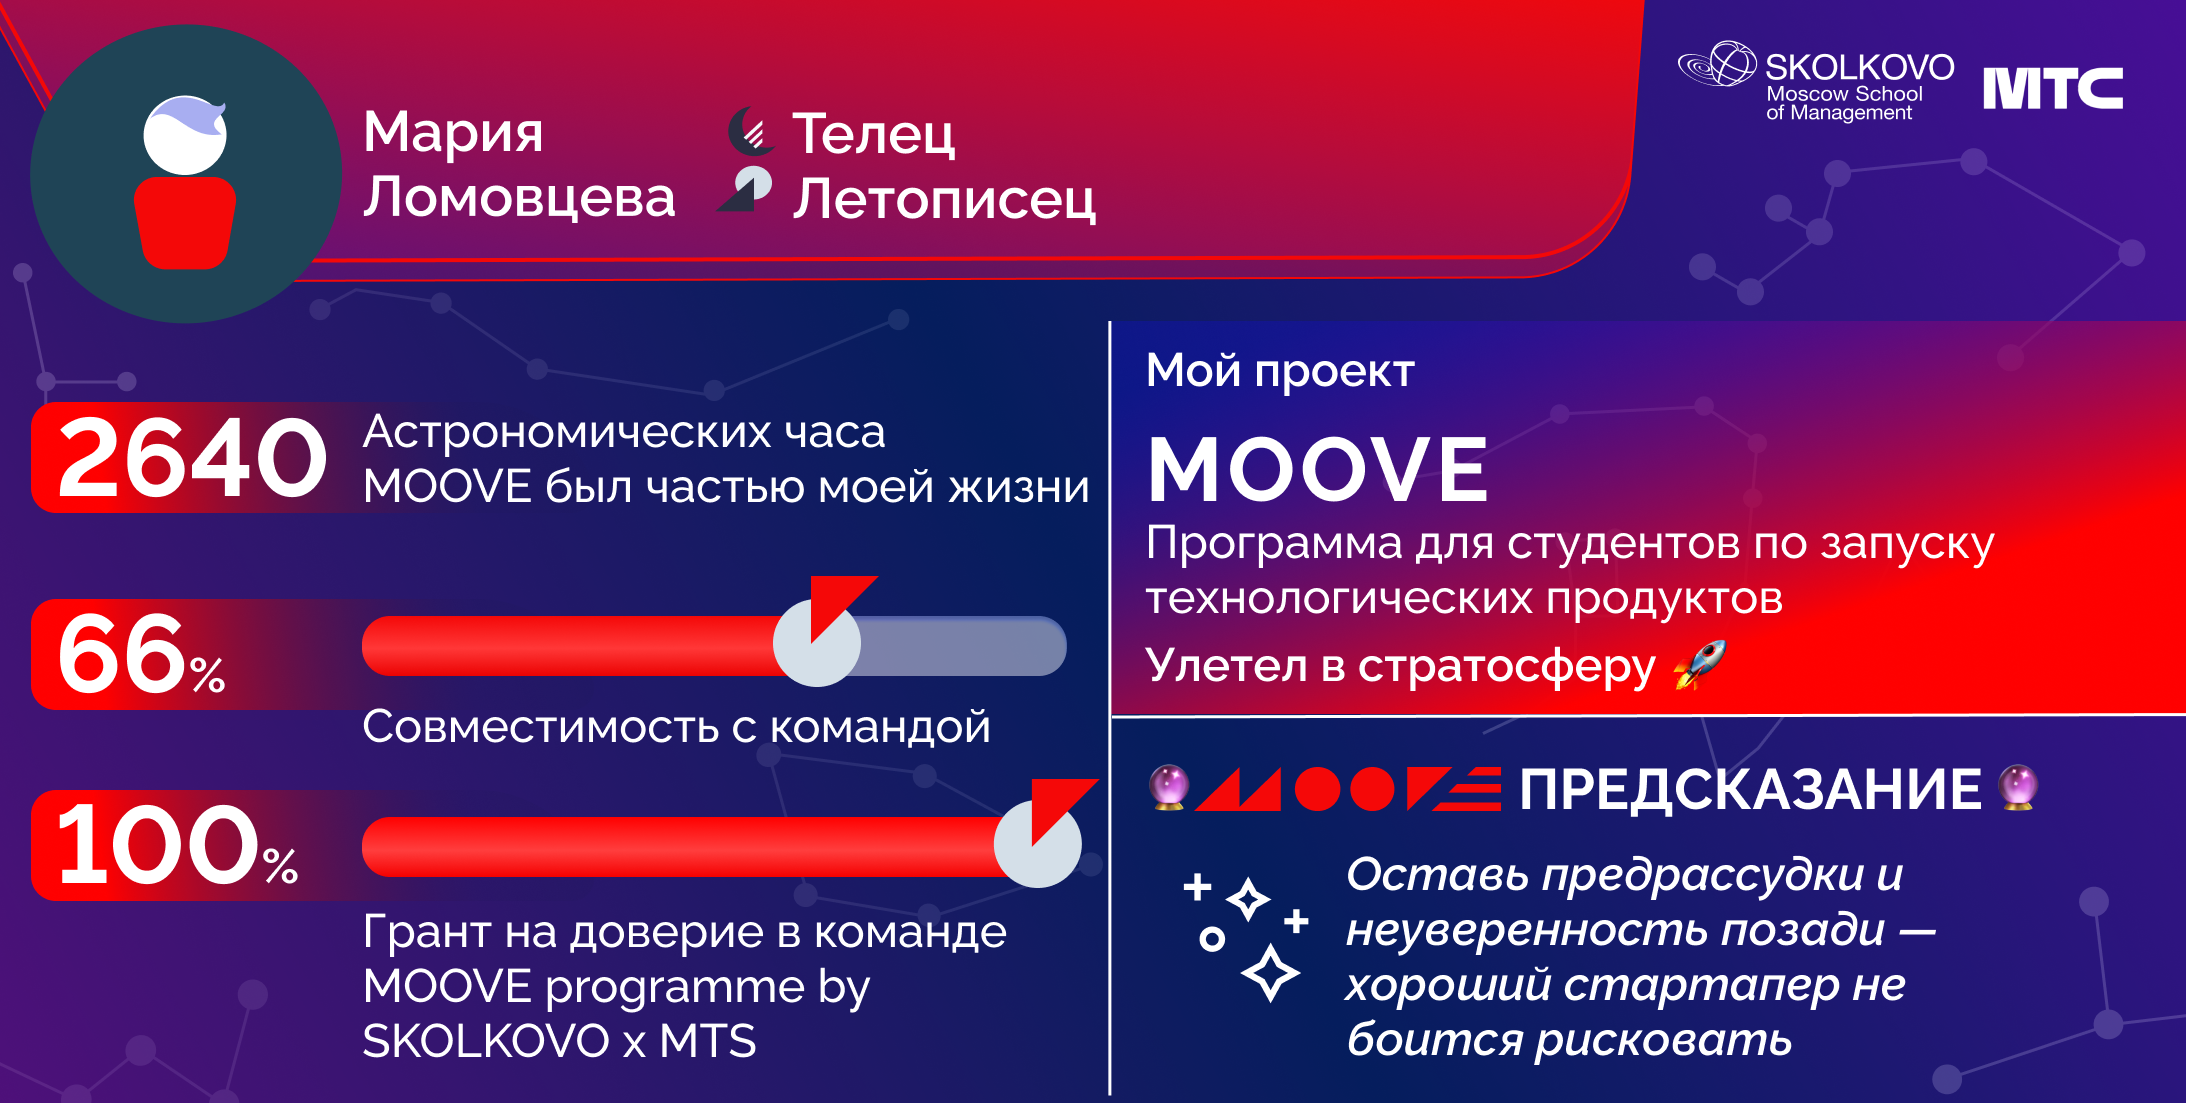 Мария
Ломовцева
Телец
Летописец
SKOLKOVO
Moscow School
of Management
МТС
2640
Астрономических часа
MOOVE был частью моей жизни
66%
Совместимость с командой
100%
Грант на доверие в команде
MOOVE programme by
SKOLKOVO x MTS
Мой проект
MOOVE
Программа для студентов по запуску
технологических продуктов
Улетел в стратосферу 🚀
🔮MOOVE ПРЕДСКАЗАНИЕ🔮
Оставь предрассудки и
неуверенность позади —
хороший стартапер не
боится рисковать